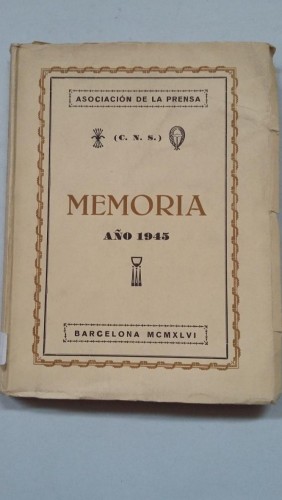 ASOCIACIÓN DE LA PRENSA
(C. N. S.)
MEMORIA
AÑO 1945
BARCELONA MCMXLVI